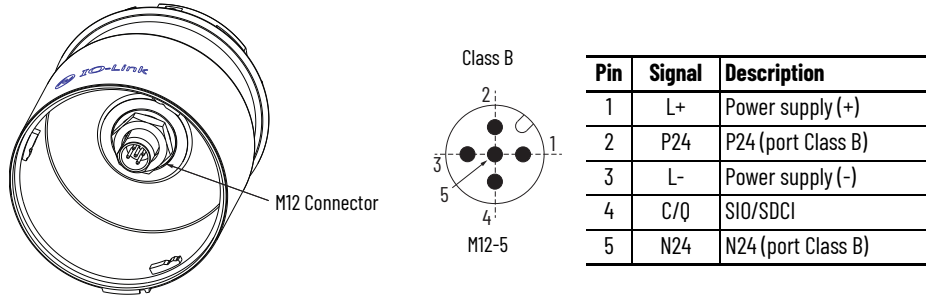 IO-Link
M12 Connector
Class B
2
1
3
5
4
M12-5
Pin Signal Description
1 L+ Power supply (+)
2 P24 P24 (port Class B)
3 L- Power supply (-)
4 C/Q SIO/SDCI
5 N24 N24 (port Class B)